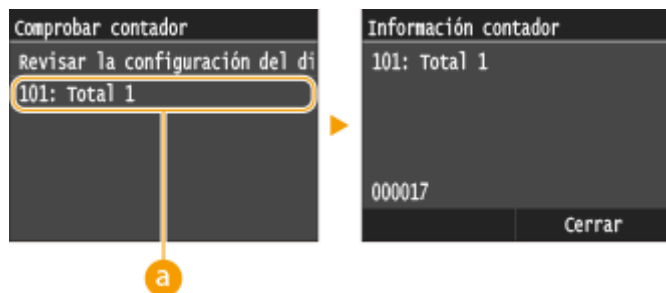 Comprobar contador
Revisar la configuración del di
101: Total 1
a
Información contador
101: Total 1
000017
Cerrar